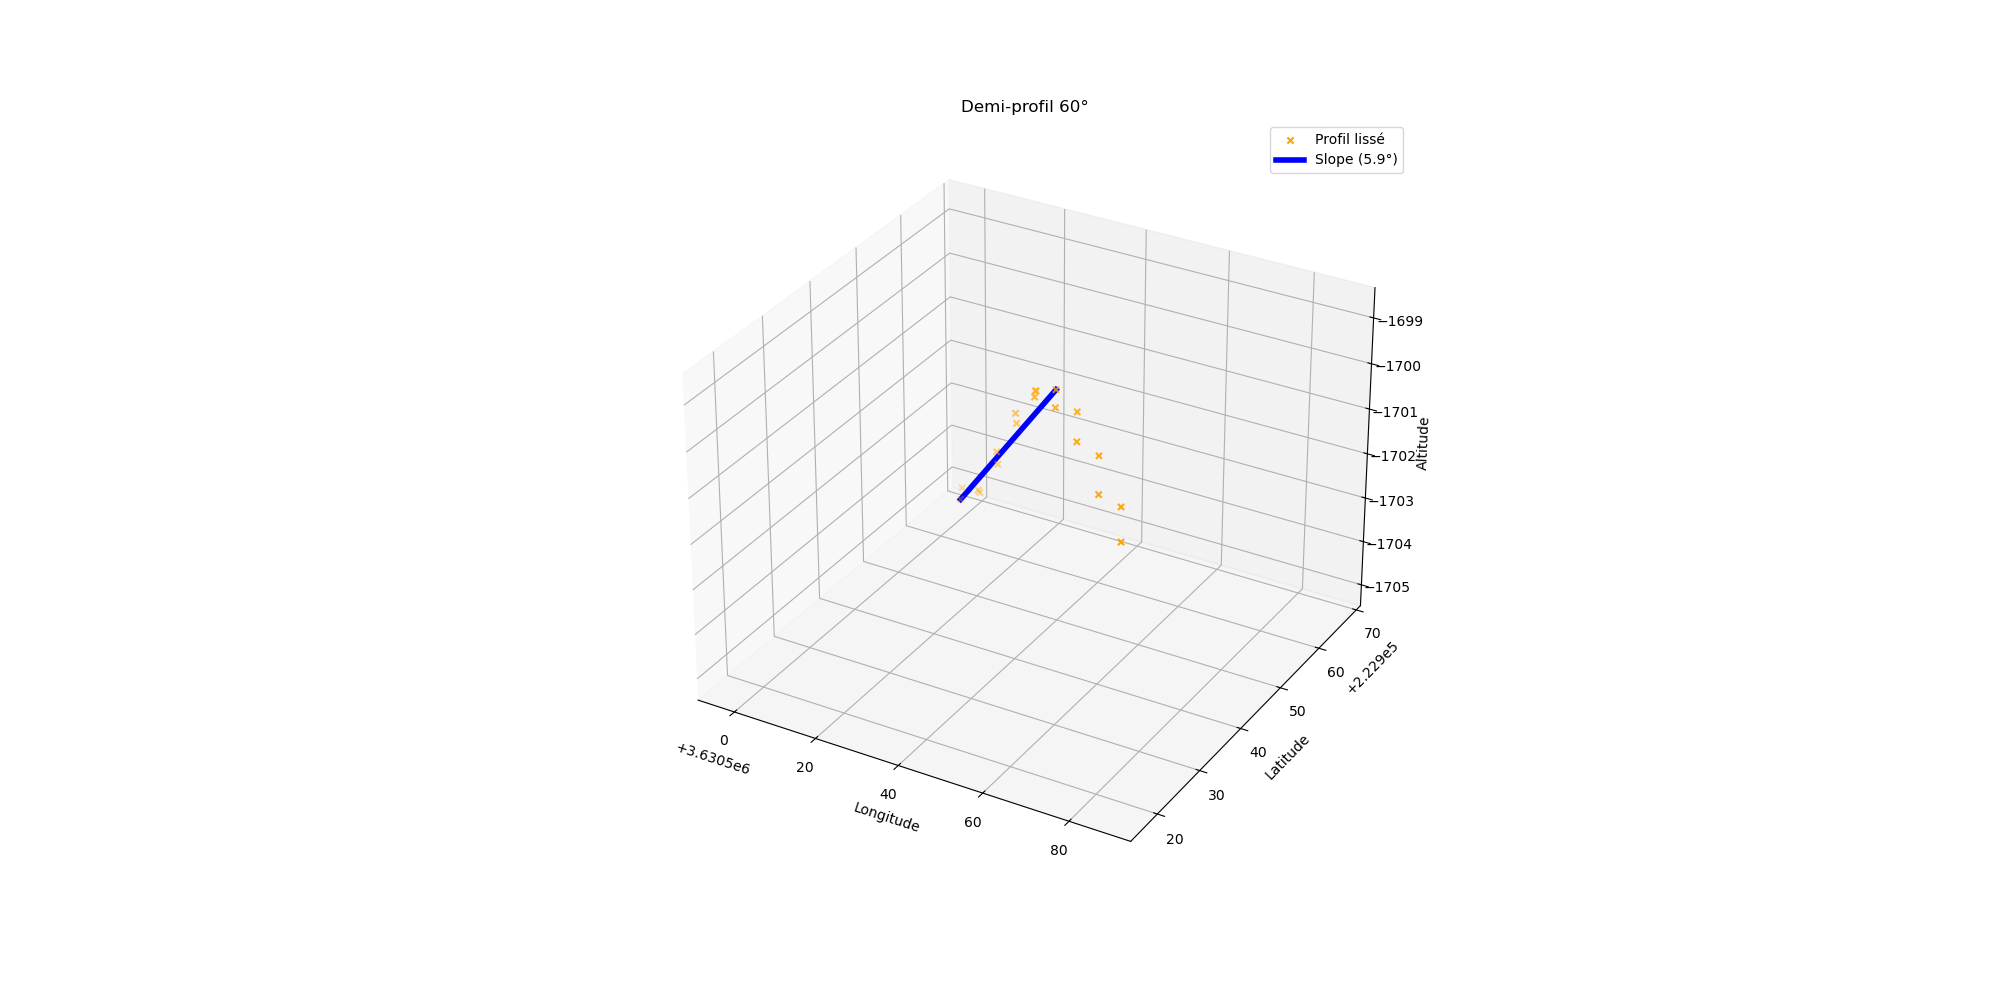 Demi-profil 60°
Profil lissé
Slope (5.9°)
−1699
−1700
−1701
−1702
−1703
−1704
−1705
Altitude
70
60
50
40
30
20
+2.229e5
Latitude
0
20
40
60
80
+3.6305e6
Longitude